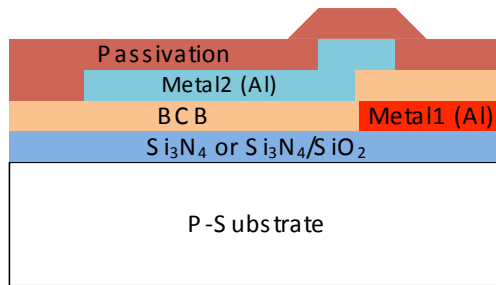 Passivation
Metal2 (Al)
BCB
Metal1 (Al)
Si₃N₄ or Si₃N₄/SiO₂
P-Substrate